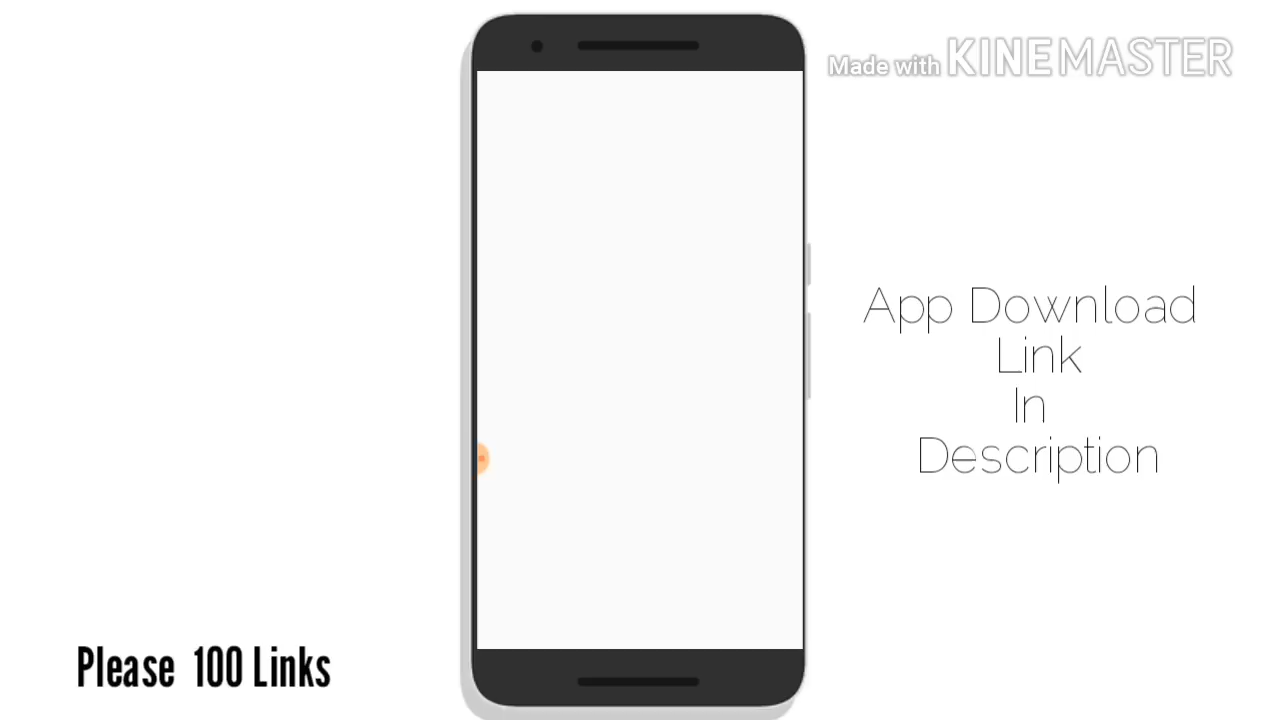 Made with KINEMASTER
App Download
Link
In
Description
Please 100 Links